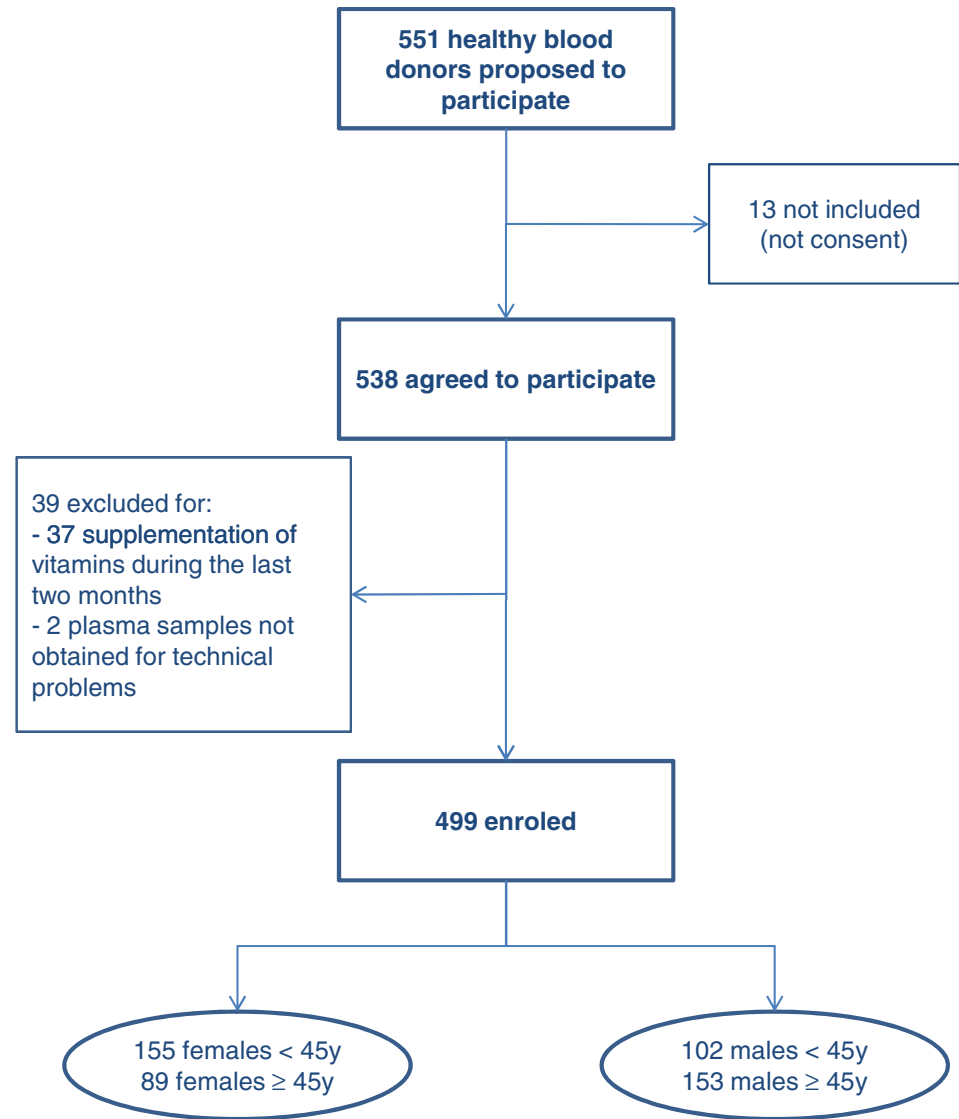 551 healthy blood
donors proposed to
participate
13 not included
(not consent)
538 agreed to participate
39 excluded for:
- 37 supplementation of
vitamins during the last
two months
- 2 plasma samples not
obtained for technical
problems
499 enroled
155 females < 45y
89 females ≥ 45y
102 males < 45y
153 males ≥ 45y